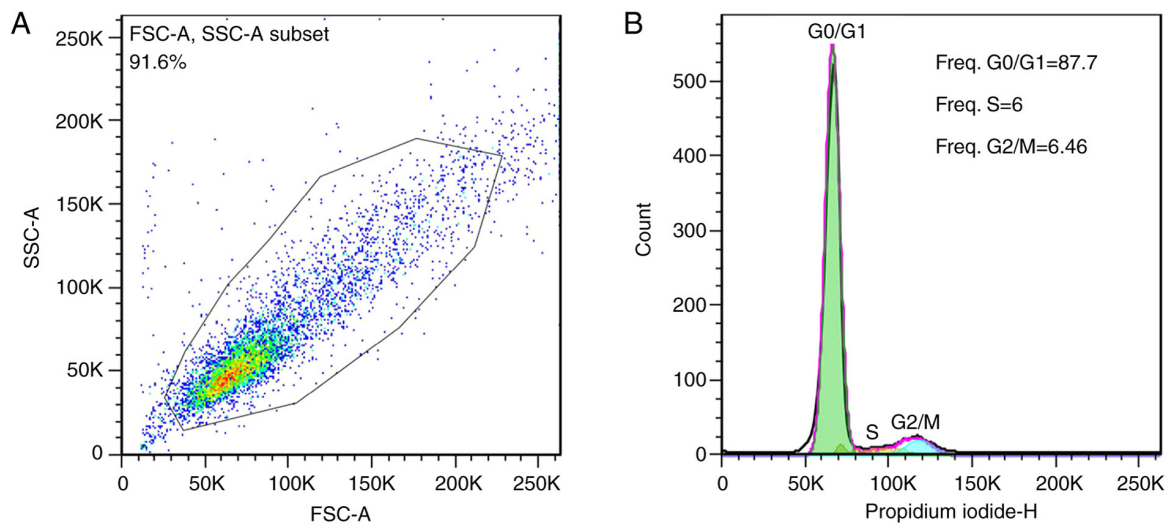 A
FSC-A, SSC-A subset
91.6%
250K
200K
150K
100K
50K
0
SSC-A
0
50K
100K
150K
200K
250K
FSC-A
B
G0/G1
Freq. G0/G1=87.7
Freq. S=6
Freq. G2/M=6.46
500
400
300
200
100
0
Count
S
G2/M
0
50K
100K
150K
200K
250K
Propidium iodide-H